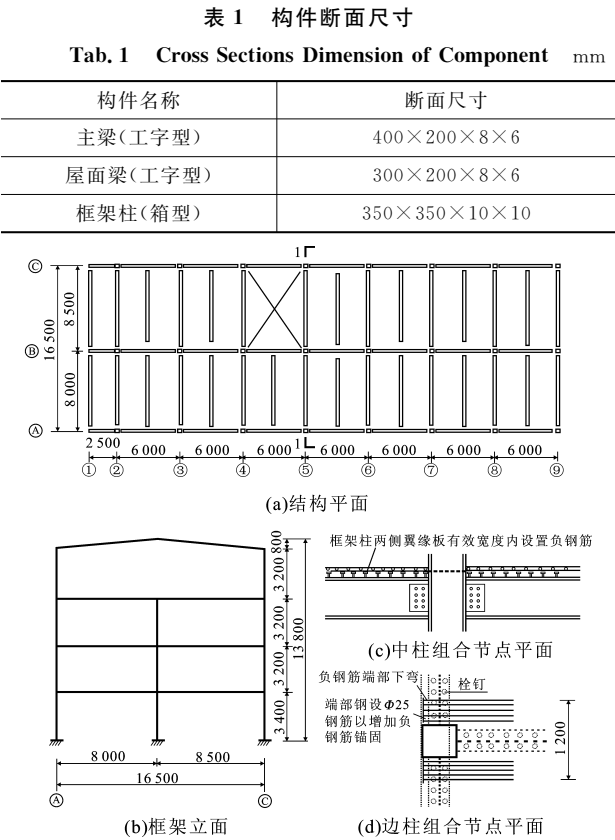 表 1 构件断面尺寸
Tab. 1 Cross Sections Dimension of Component mm
构件名称 断面尺寸
主梁(工字型) 400×200×8×6
屋面梁(工字型) 300×200×8×6
框架柱(箱型) 350×350×10×10
1
Ⓒ
8 500
16 500
Ⓑ
8 000
Ⓐ
1
2 500 6 000 6 000 6 000 6 000 6 000 6 000 6 000
① ② ③ ④ ⑤ ⑥ ⑦ ⑧ ⑨
(a)结构平面
800
3 200
3 200
13 800
3 200
3 400
8 000 8 500
16 500
Ⓐ Ⓒ
(b)框架立面
框架柱两侧翼缘板有效宽度内设置负钢筋
(c)中柱组合节点平面
负钢筋端部下弯
栓钉
端部钢设Φ25
钢筋以增加负
钢筋锚固
1 200
(d)边柱组合节点平面